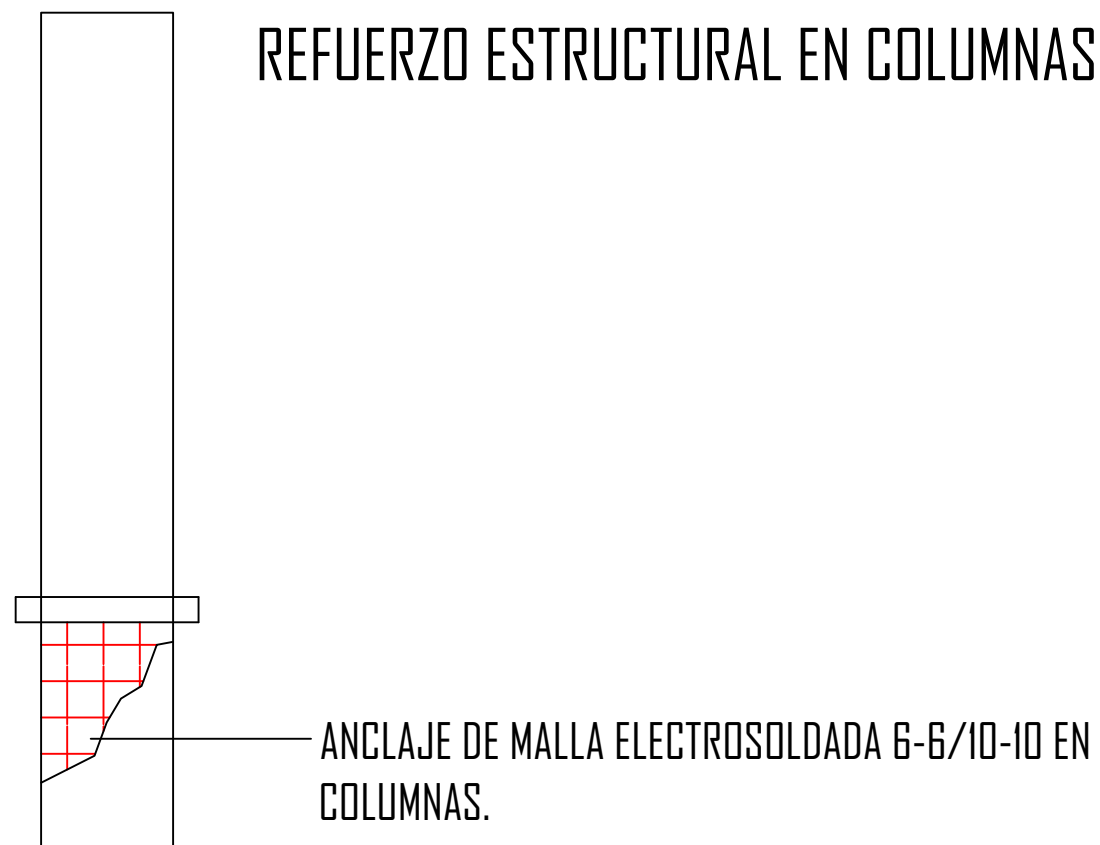 REFUERZO ESTRUCTURAL EN COLUMNAS
ANCLAJE DE MALLA ELECTROSOLDADA 6-6/10-10 EN
COLUMNAS.